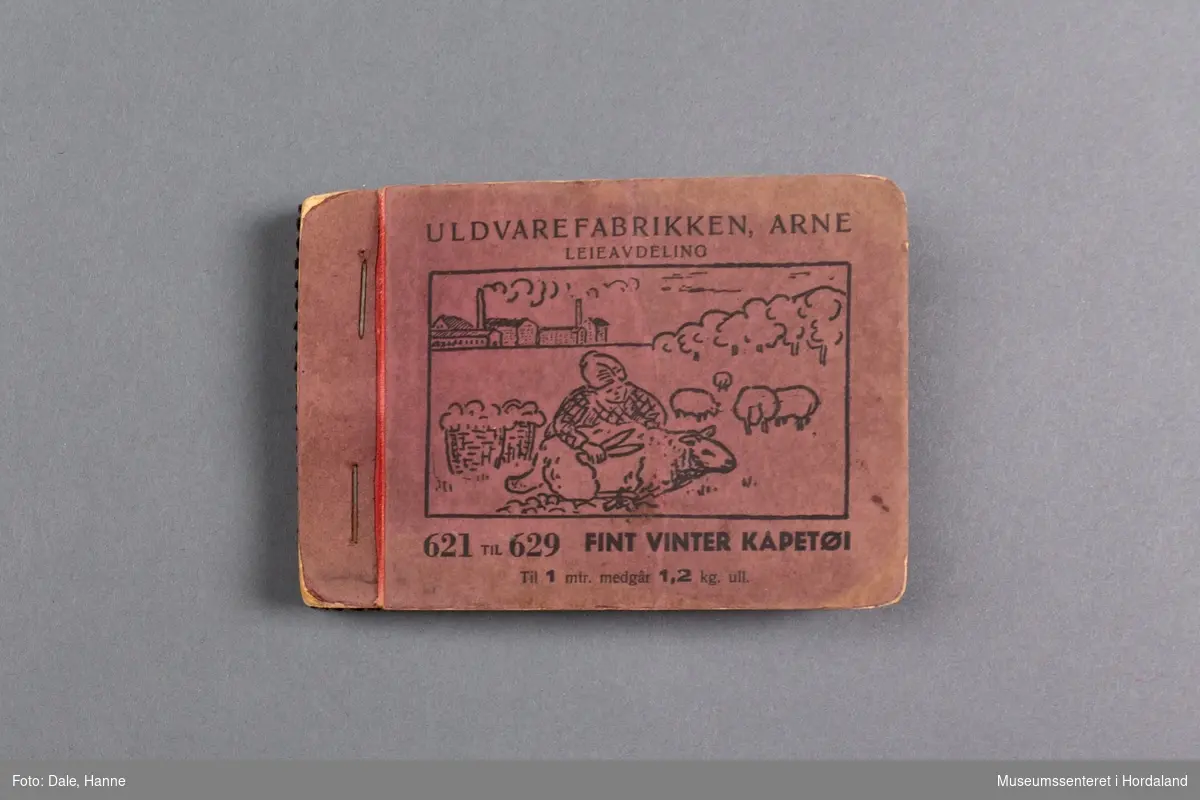 ULDVAREFABRIKKEN, ARNE
LEIEAVDELING
621 TIL 629 FINT VINTER KAPETØI
Til 1 mtr. medgår 1,2 kg. ull.
Foto: Dale, Hanne
Museumssenteret i Hordaland